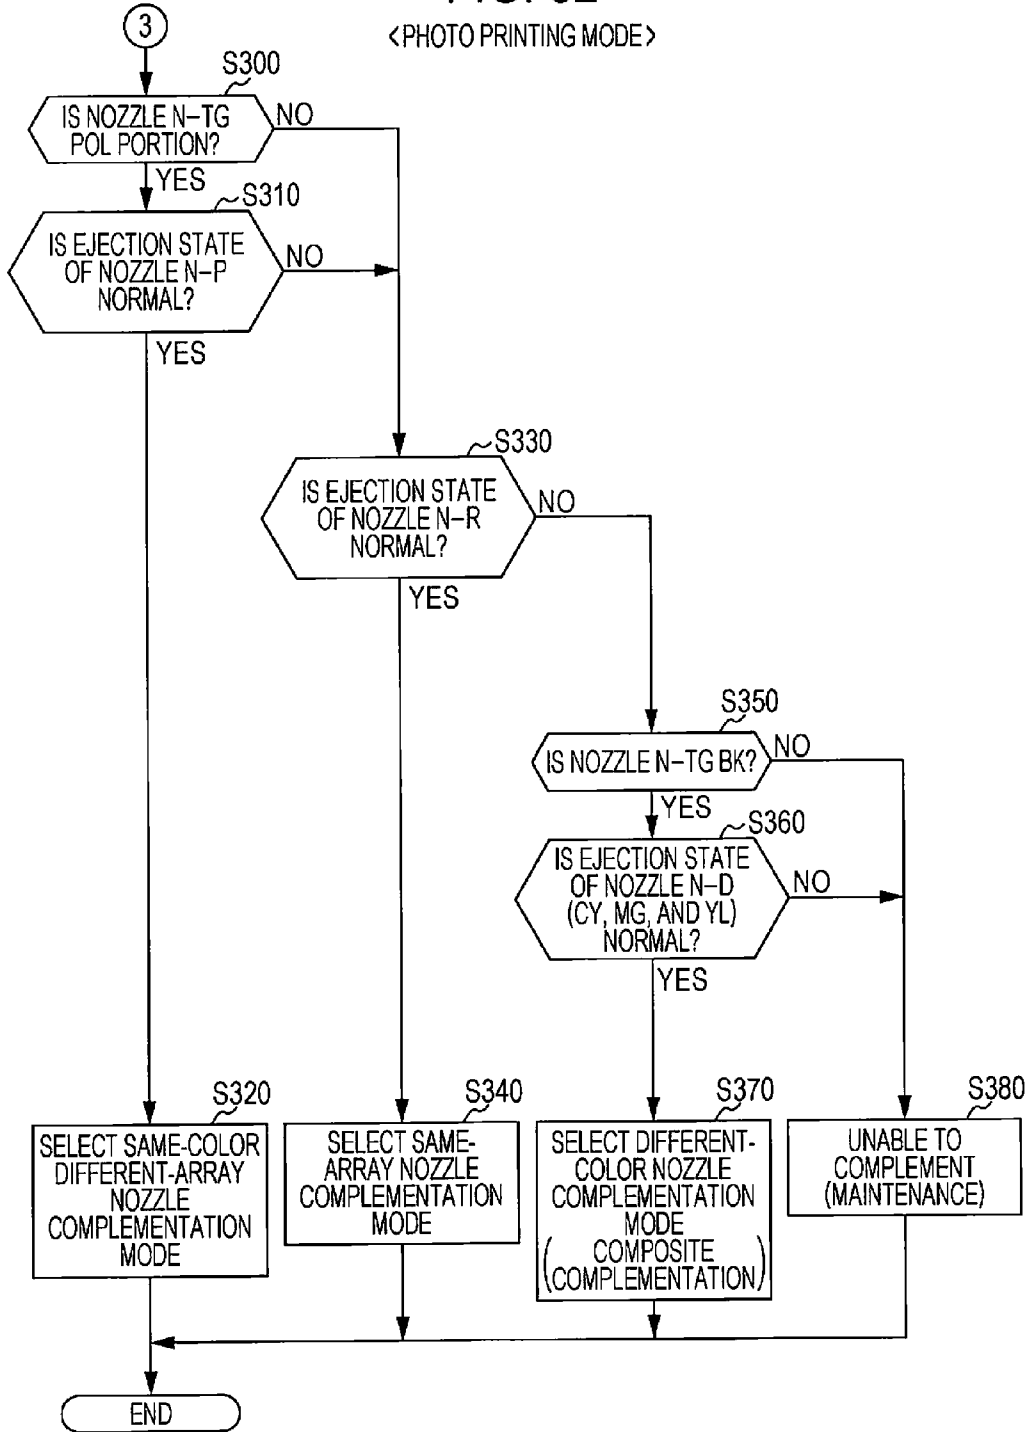 <PHOTO PRINTING MODE>
3
S300
IS NOZZLE N-TG
POL PORTION?
NO
YES
S310
IS EJECTION STATE
OF NOZZLE N-P
NORMAL?
NO
YES
S330
IS EJECTION STATE
OF NOZZLE N-R
NORMAL?
NO
YES
S350
IS NOZZLE N-TG BK?
NO
YES
S360
IS EJECTION STATE
OF NOZZLE N-D
(CY, MG, AND YL)
NORMAL?
NO
YES
S320
SELECT SAME-COLOR
DIFFERENT-ARRAY
NOZZLE
COMPLEMENTATION
MODE
S340
SELECT SAME-
ARRAY NOZZLE
COMPLEMENTATION
MODE
S370
SELECT DIFFERENT-
COLOR NOZZLE
COMPLEMENTATION
MODE
(COMPOSITE
COMPLEMENTATION)
S380
UNABLE TO
COMPLEMENT
(MAINTENANCE)
END